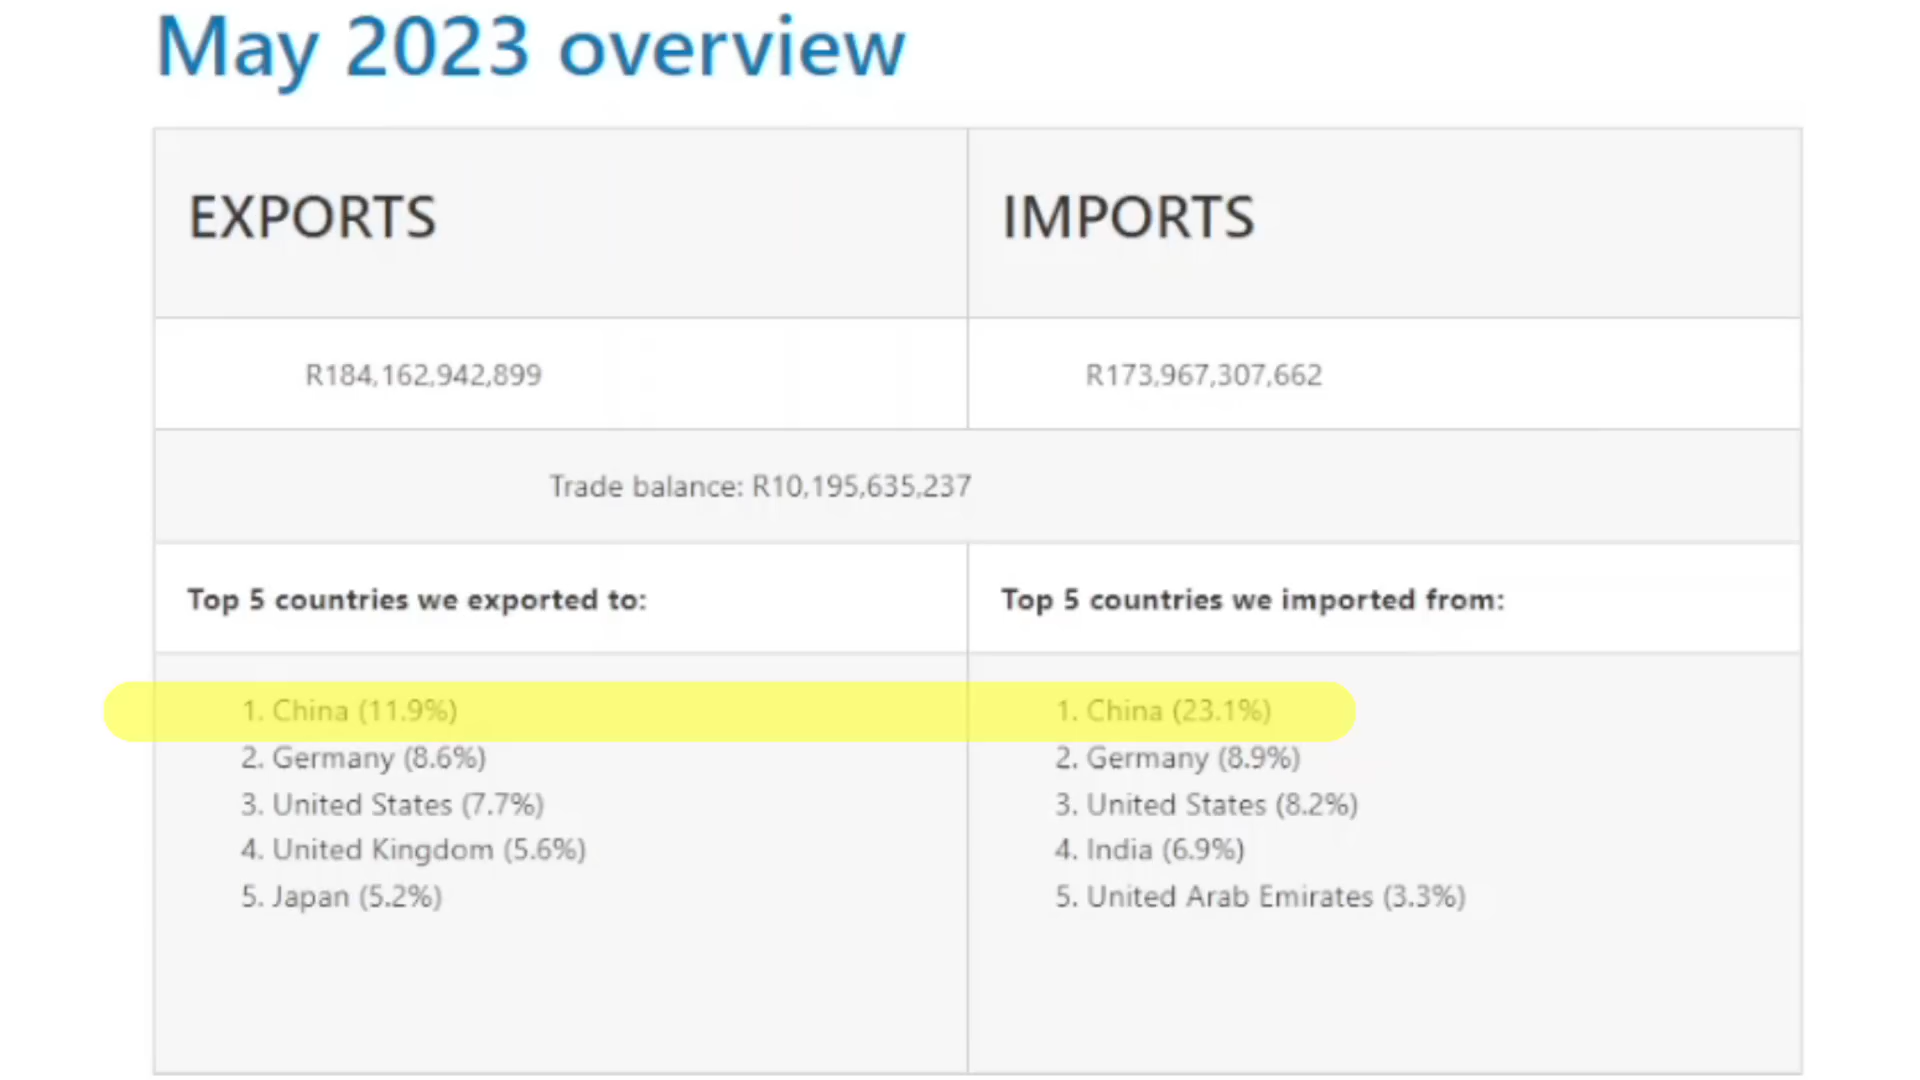 May 2023 overview
EXPORTS
IMPORTS
R184,162,942,899
R173,967,307,662
Trade balance: R10,195,635,237
Top 5 countries we exported to:
Top 5 countries we imported from:
1. China (11.9%)
2. Germany (8.6%)
3. United States (7.7%)
4. United Kingdom (5.6%)
5. Japan (5.2%)
1. China (23.1%)
2. Germany (8.9%)
3. United States (8.2%)
4. India (6.9%)
5. United Arab Emirates (3.3%)